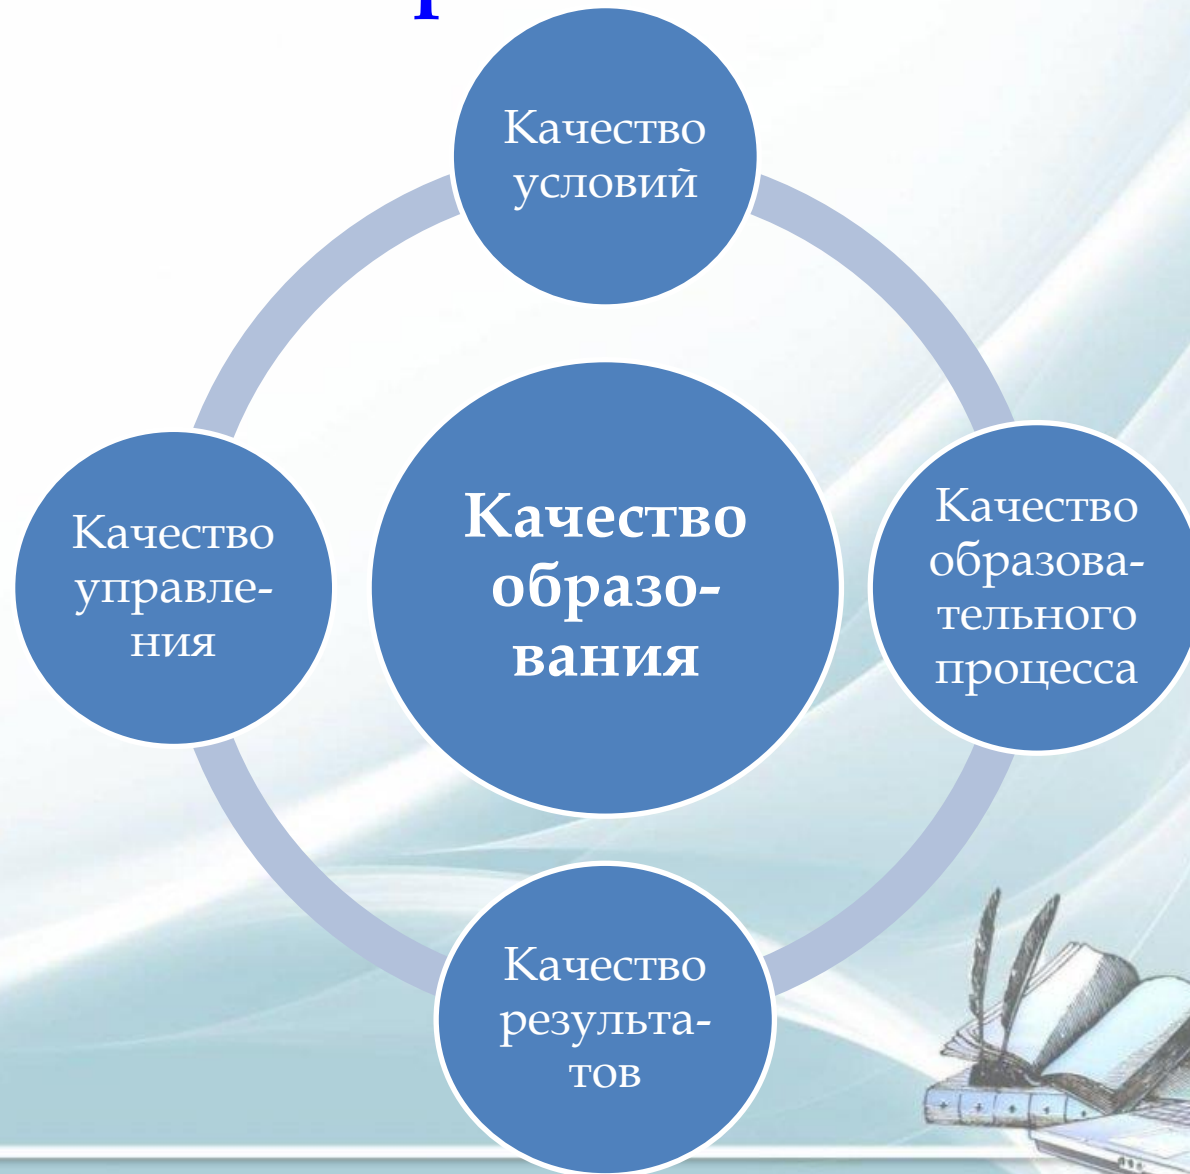 Качество
условий
Качество
управле-
ния
Качество
образо-
вания
Качество
образова-
тельного
процесса
Качество
результа-
тов